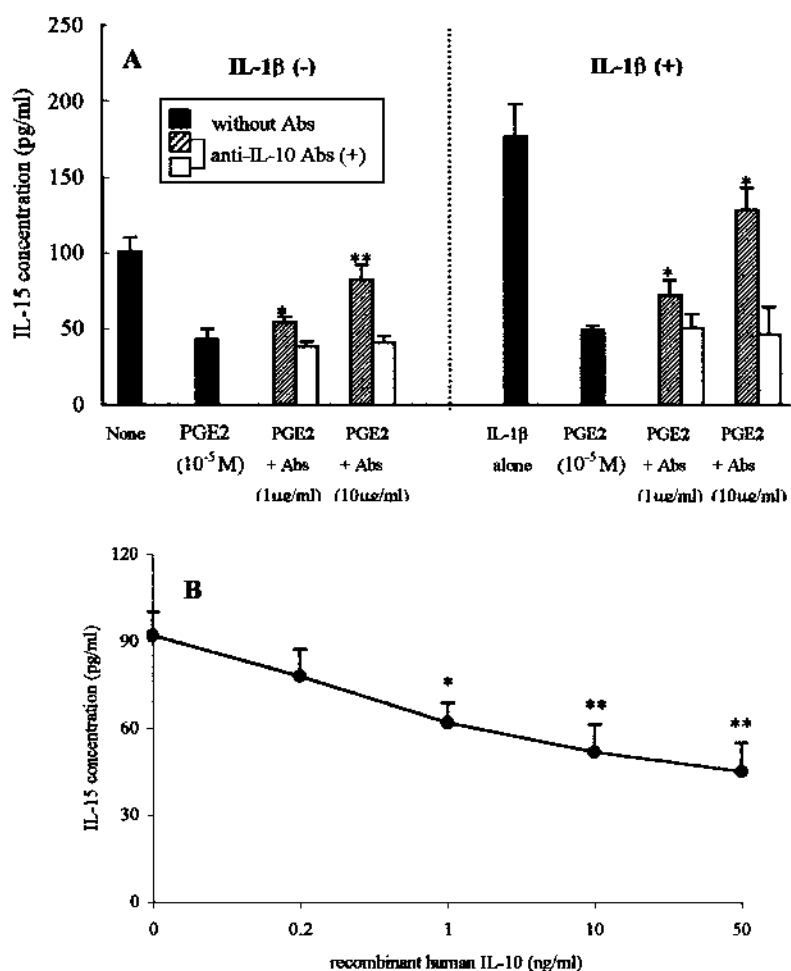 250
A
IL-1β (-)
IL-1β (+)
200
without Abs
anti-IL-10 Abs (+)
150
100
50
0
IL-15 concentration (pg/ml)
*
**
*
*
None
PGE2
(10⁻⁵ M)
PGE2
+ Abs
(1ug/ml)
PGE2
+ Abs
(10ug/ml)
IL-1β
alone
PGE2
(10⁻⁵ M)
PGE2
+ Abs
(1ug/ml)
PGE2
+ Abs
(10ug/ml)
120
B
90
60
30
0
IL-15 concentration (pg/ml)
*
**
**
0 0.2 1 10 50
recombinant human IL-10 (ng/ml)